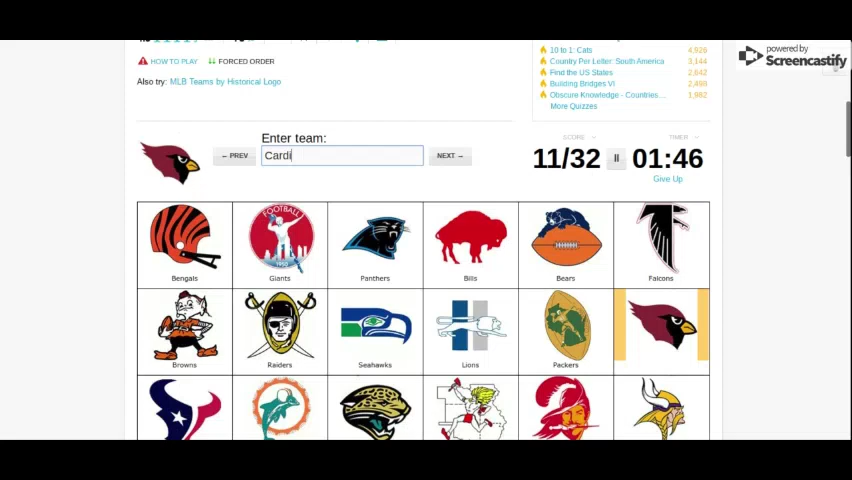 HOW TO PLAY
FORCED ORDER
Also try: MLB Teams by Historical Logo
10 to 1: Cats 4,926
Country Per Letter: South America 3,144
Find the US States 2,642
Building Bridges VI 2,498
Obscure Knowledge - Countries... 1,982
More Quizzes
powered by
Screencastify
Enter team:
← PREV
Cardi
NEXT →
SCORE
11/32
TIMER
01:46
Give Up
FOOTBALL
1950
Bengals
Giants
Panthers
Bills
Bears
Falcons
Browns
Raiders
Seahawks
Lions
Packers